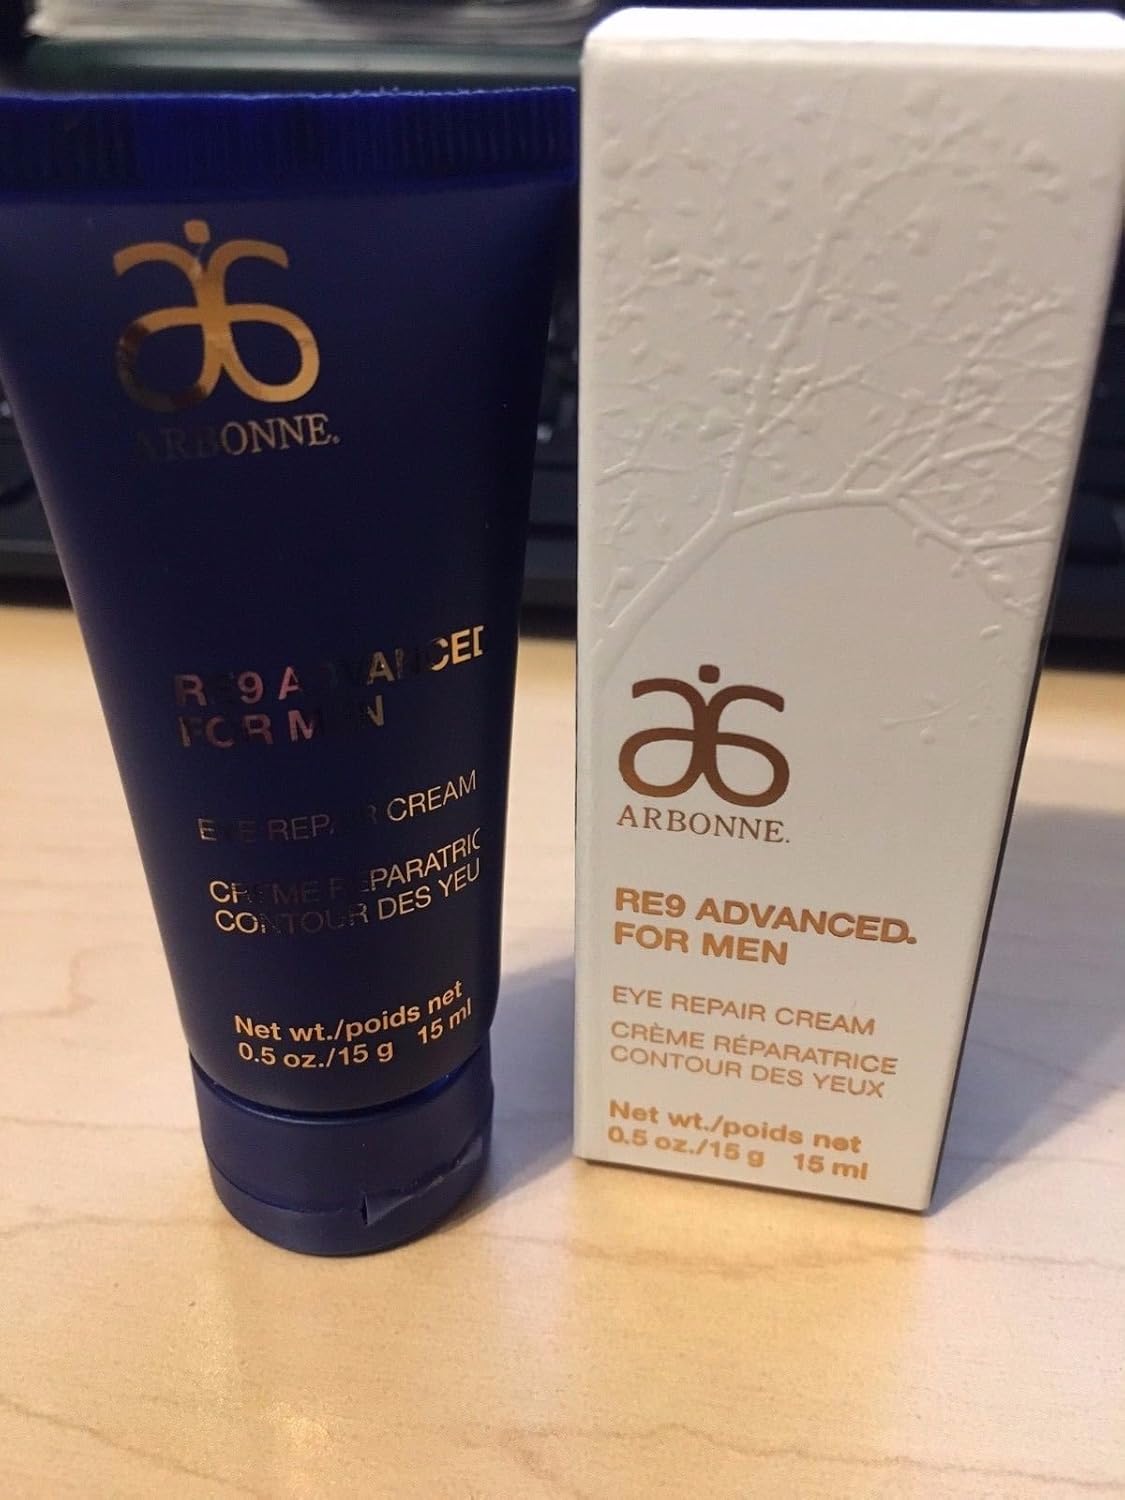 ARBONNE.
RE9 ADVANCED
FOR MEN
EYE REPAIR CREAM
CRÈME RÉPARATRIC
CONTOUR DES YEU
Net wt./poids net
0.5 oz./15 g 15 ml
ARBONNE.
RE9 ADVANCED.
FOR MEN
EYE REPAIR CREAM
CRÈME RÉPARATRICE
CONTOUR DES YEUX
Net wt./poids net
0.5 oz./15 g 15 ml